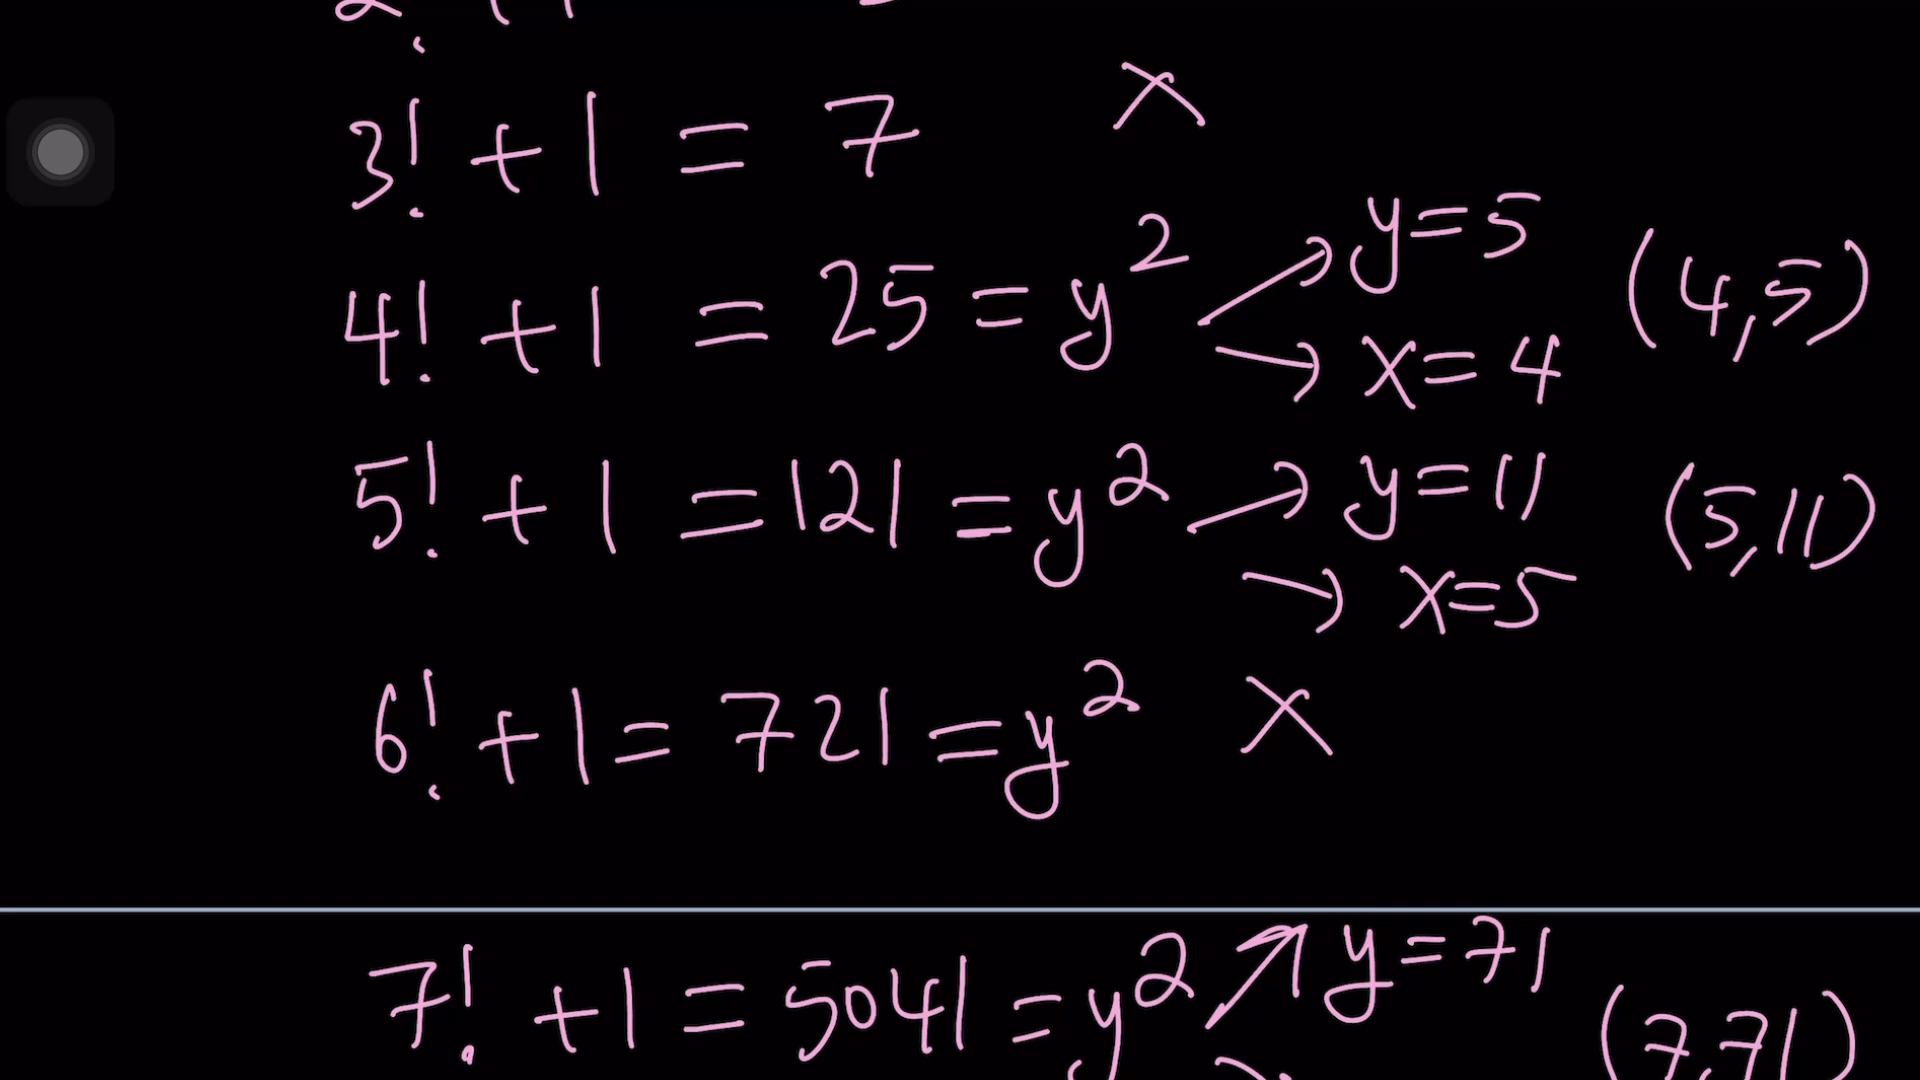 3! + 1 = 7 X
4! + 1 = 25 = y² → y = 5 (4,5)
→ x = 4
5! + 1 = 121 = y² → y = 11 (5,11)
→ x = 5
6! + 1 = 721 = y² X
7! + 1 = 5041 = y² ↗ y = 71 (7,71)